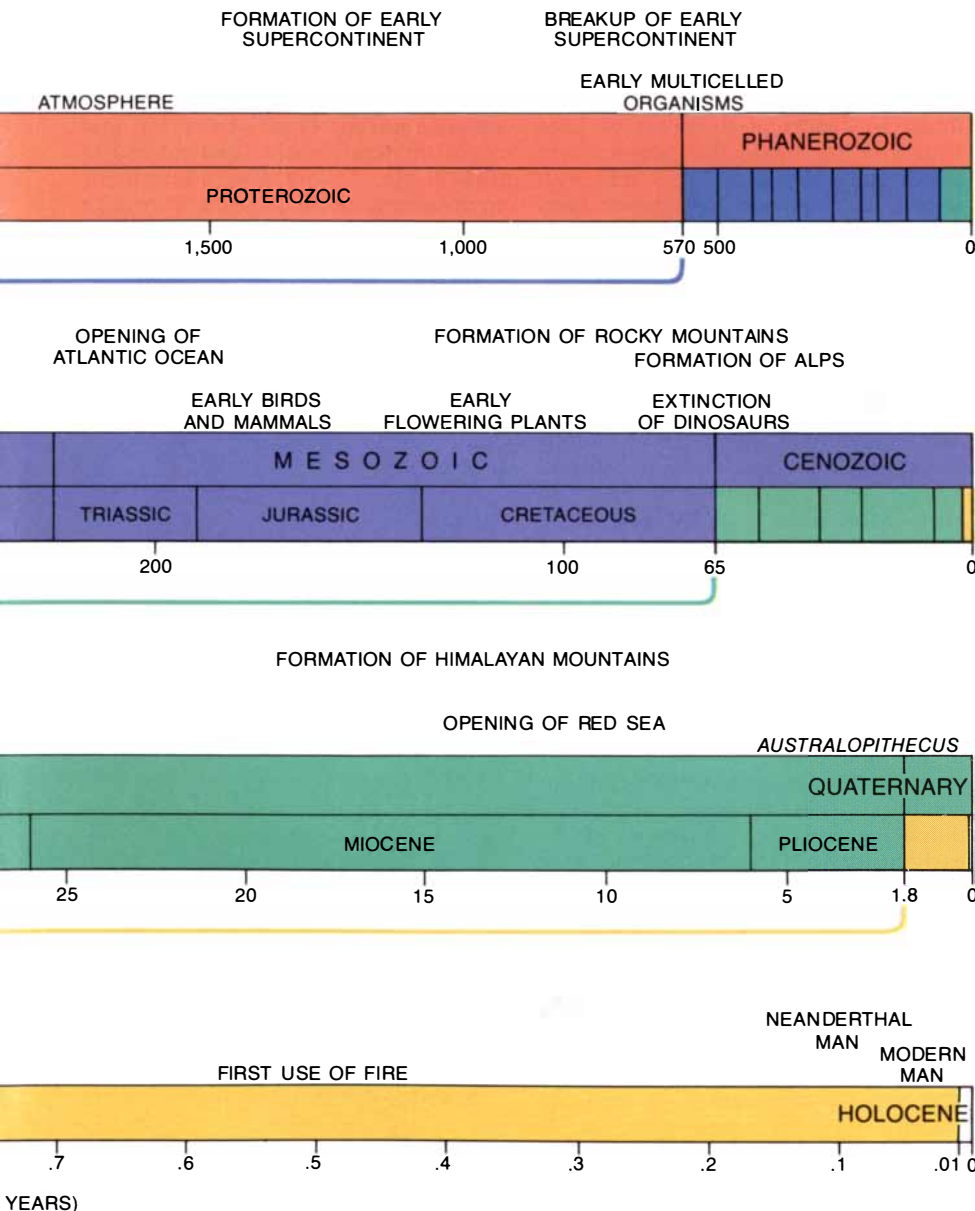 FORMATION OF EARLY
SUPERCONTINENT
BREAKUP OF EARLY
SUPERCONTINENT
EARLY MULTICELLED
ORGANISMS
ATMOSPHERE
PHANEROZOIC
PROTEROZOIC
1,500 1,000 570 500 0
OPENING OF
ATLANTIC OCEAN
FORMATION OF ROCKY MOUNTAINS
FORMATION OF ALPS
EARLY BIRDS
AND MAMMALS
EARLY
FLOWERING PLANTS
EXTINCTION
OF DINOSAURS
MESOZOIC CENOZOIC
TRIASSIC JURASSIC CRETACEOUS
200 100 65 0
FORMATION OF HIMALAYAN MOUNTAINS
OPENING OF RED SEA
AUSTRALOPITHECUS
QUATERNARY
MIOCENE PLIOCENE
25 20 15 10 5 1.8 0
NEANDERTHAL
MAN
MODERN
MAN
FIRST USE OF FIRE
HOLOCENE
.7 .6 .5 .4 .3 .2 .1 .01 0
YEARS)